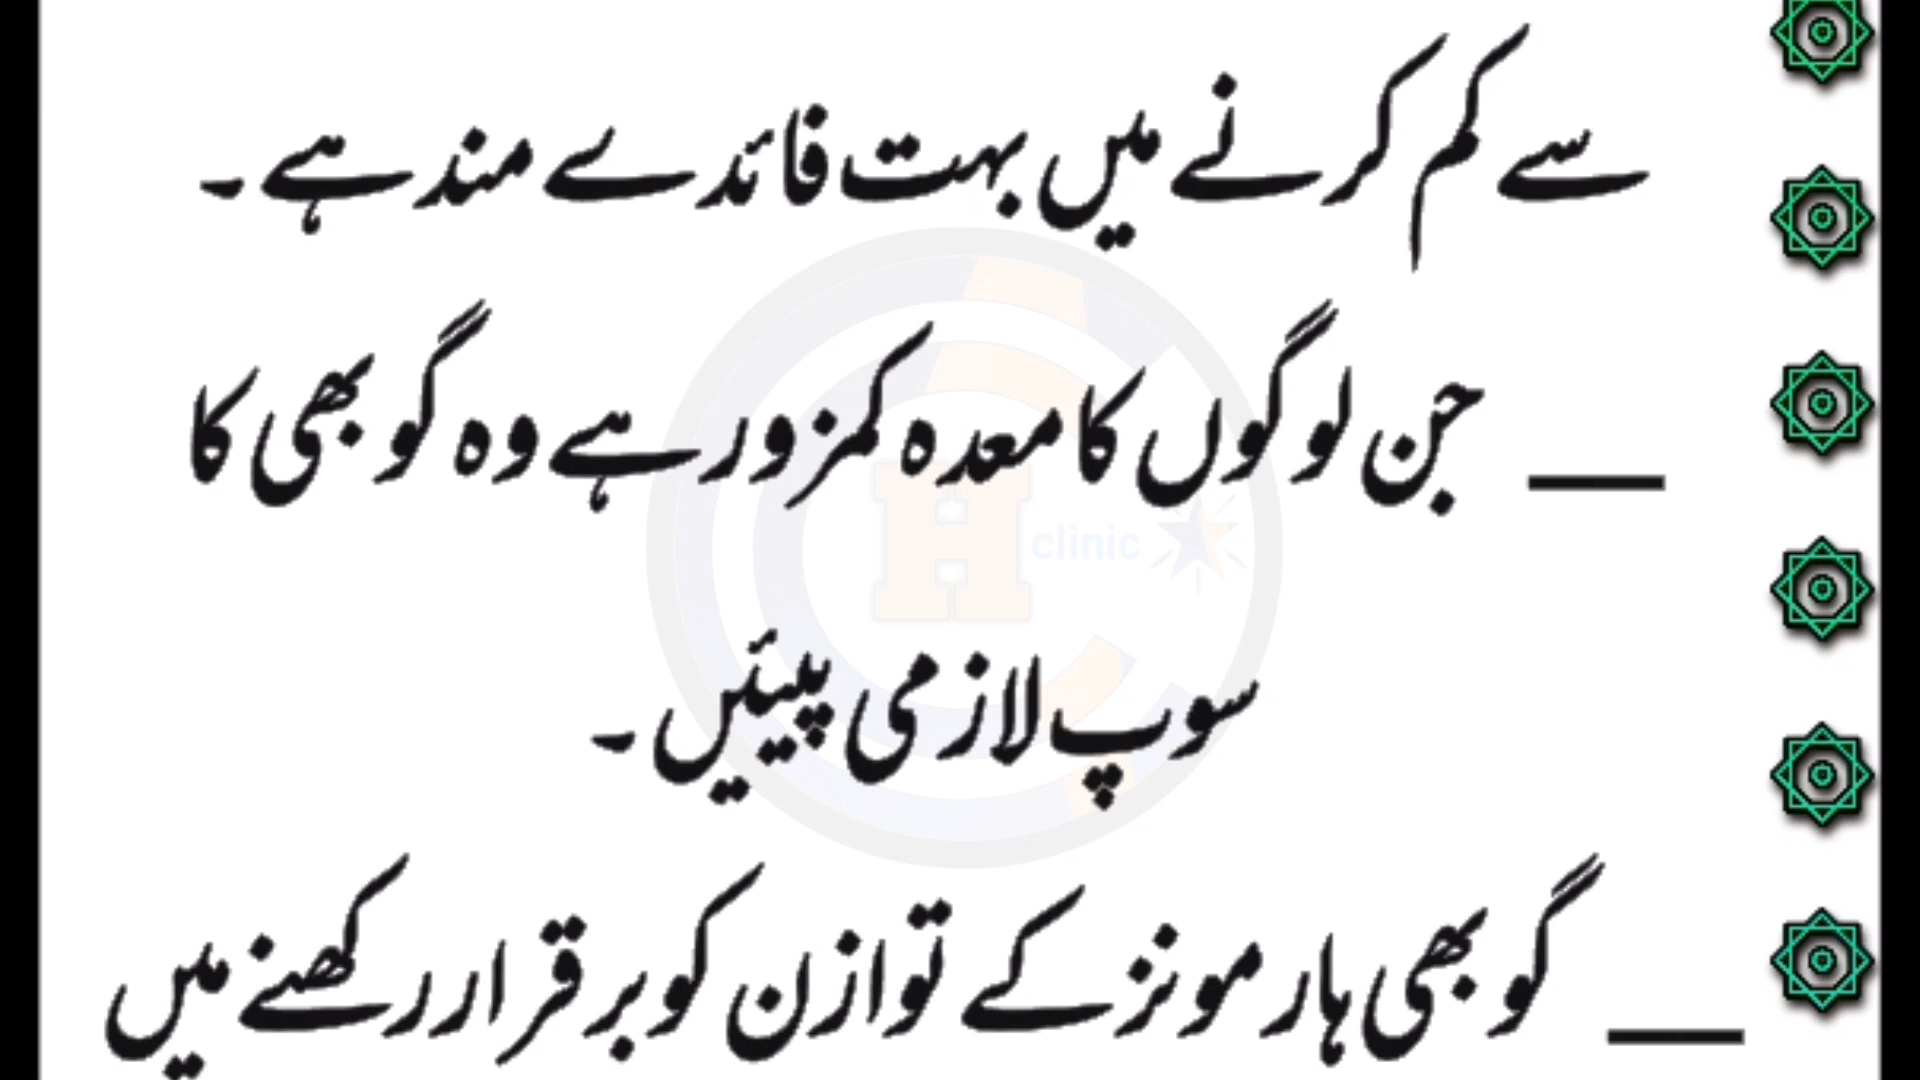 سے کم کرنے میں بہت فائدے مند ہے۔
__ جن لوگوں کا معدہ کمزور ہے وہ گوبھی کا
H clinic
سوپ لازمی پیئیں۔
__ گوبھی ہارمونز کے توازن کو برقرار رکھنے میں